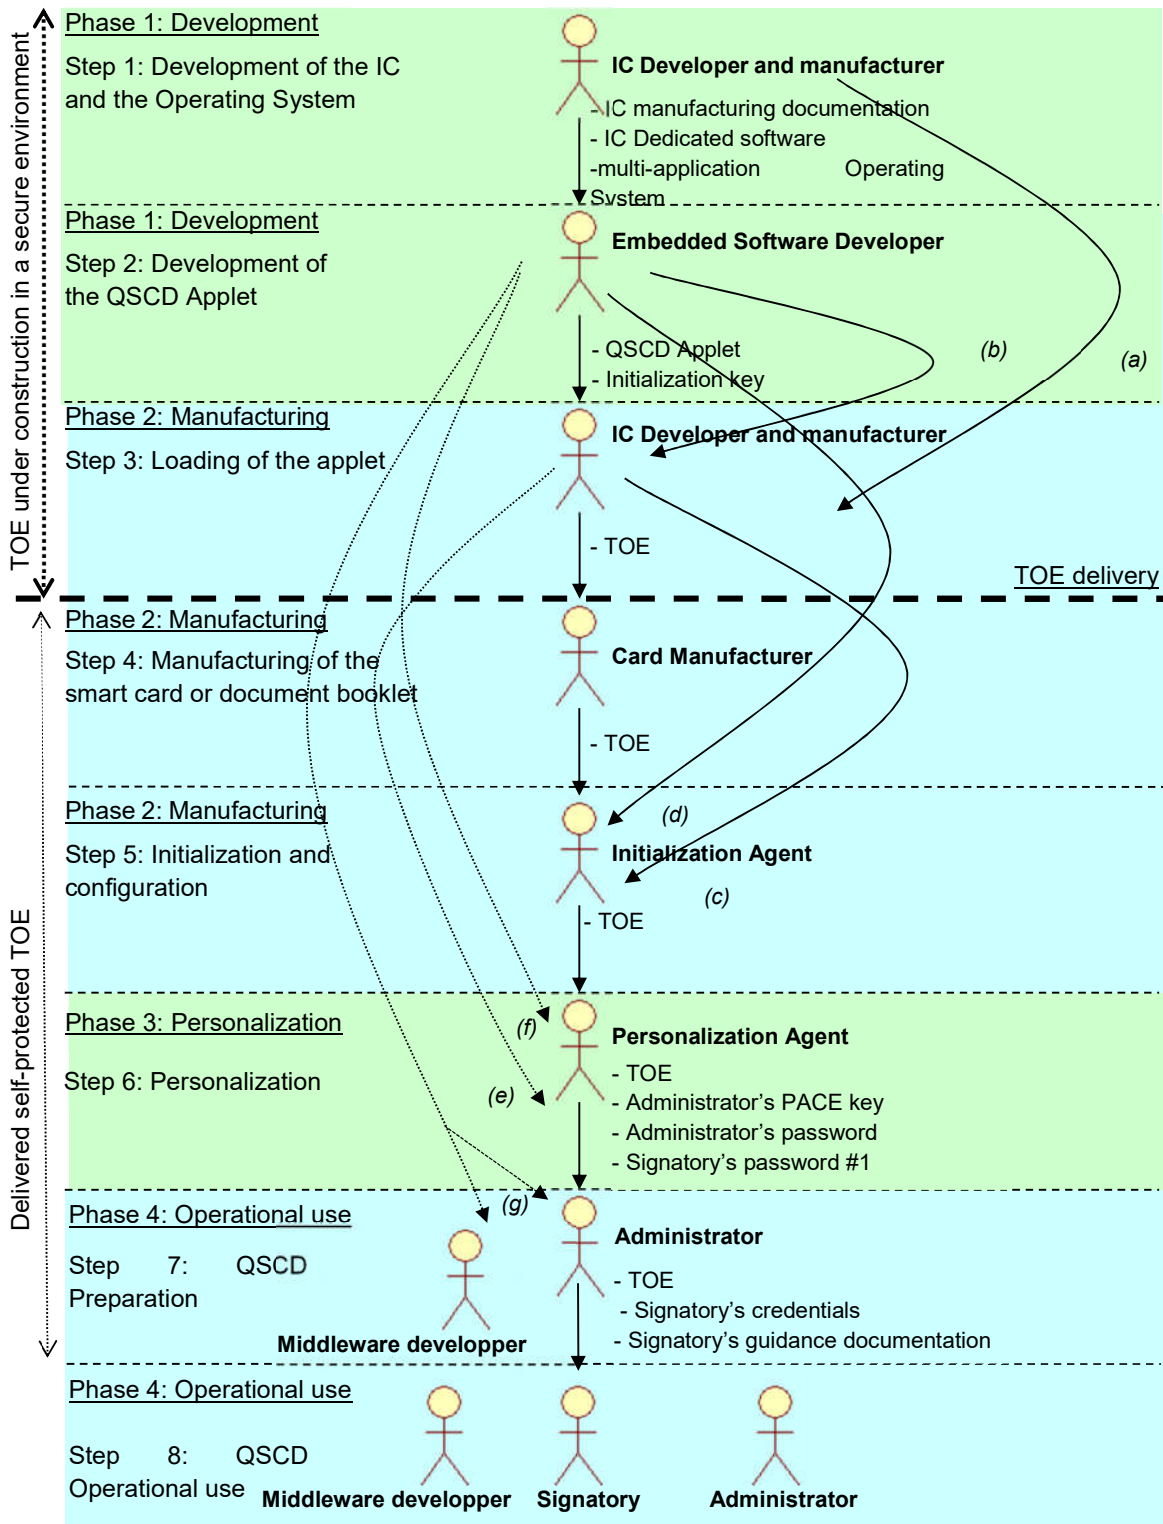 TOE under construction in a secure environment
Phase 1: Development
Step 1: Development of the IC
and the Operating System
IC Developer and manufacturer
- IC manufacturing documentation
- IC Dedicated software
-multi-application Operating
System
Phase 1: Development
Step 2: Development of
the QSCD Applet
Embedded Software Developer
- QSCD Applet
- Initialization key
(b)
(a)
Phase 2: Manufacturing
Step 3: Loading of the applet
IC Developer and manufacturer
- TOE
TOE delivery
Delivered self-protected TOE
Phase 2: Manufacturing
Step 4: Manufacturing of the
smart card or document booklet
Card Manufacturer
- TOE
Phase 2: Manufacturing
Step 5: Initialization and
configuration
(d)
Initialization Agent
(c)
- TOE
Phase 3: Personalization
Step 6: Personalization
(f)
(e)
Personalization Agent
- TOE
- Administrator's PACE key
- Administrator's password
- Signatory's password #1
(g)
Phase 4: Operational use
Step 7: QSCD
Preparation
Middleware developper
Administrator
- TOE
- Signatory's credentials
- Signatory's guidance documentation
Phase 4: Operational use
Step 8: QSCD
Operational use
Middleware developper
Signatory
Administrator